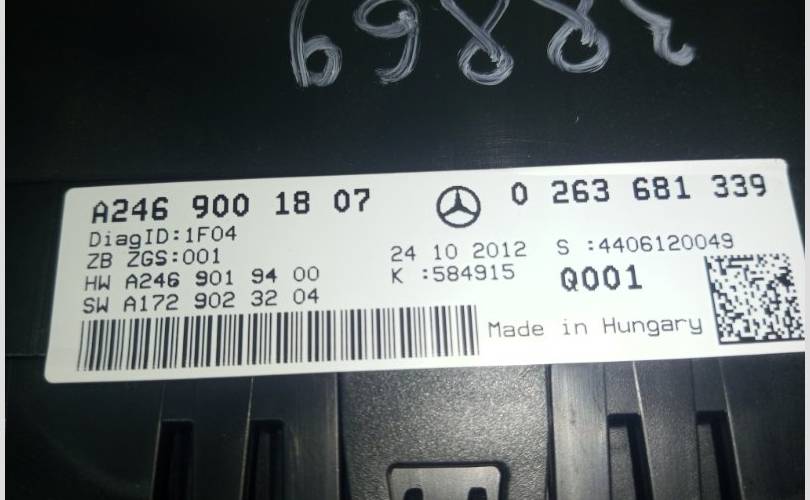 A246 900 18 07
0 263 681 339
DiagID:1F04
ZB ZGS:001
24 10 2012 S :4406120049
HW A246 901 94 00
K :584915
Q001
SW A172 902 32 04
Made in Hungary